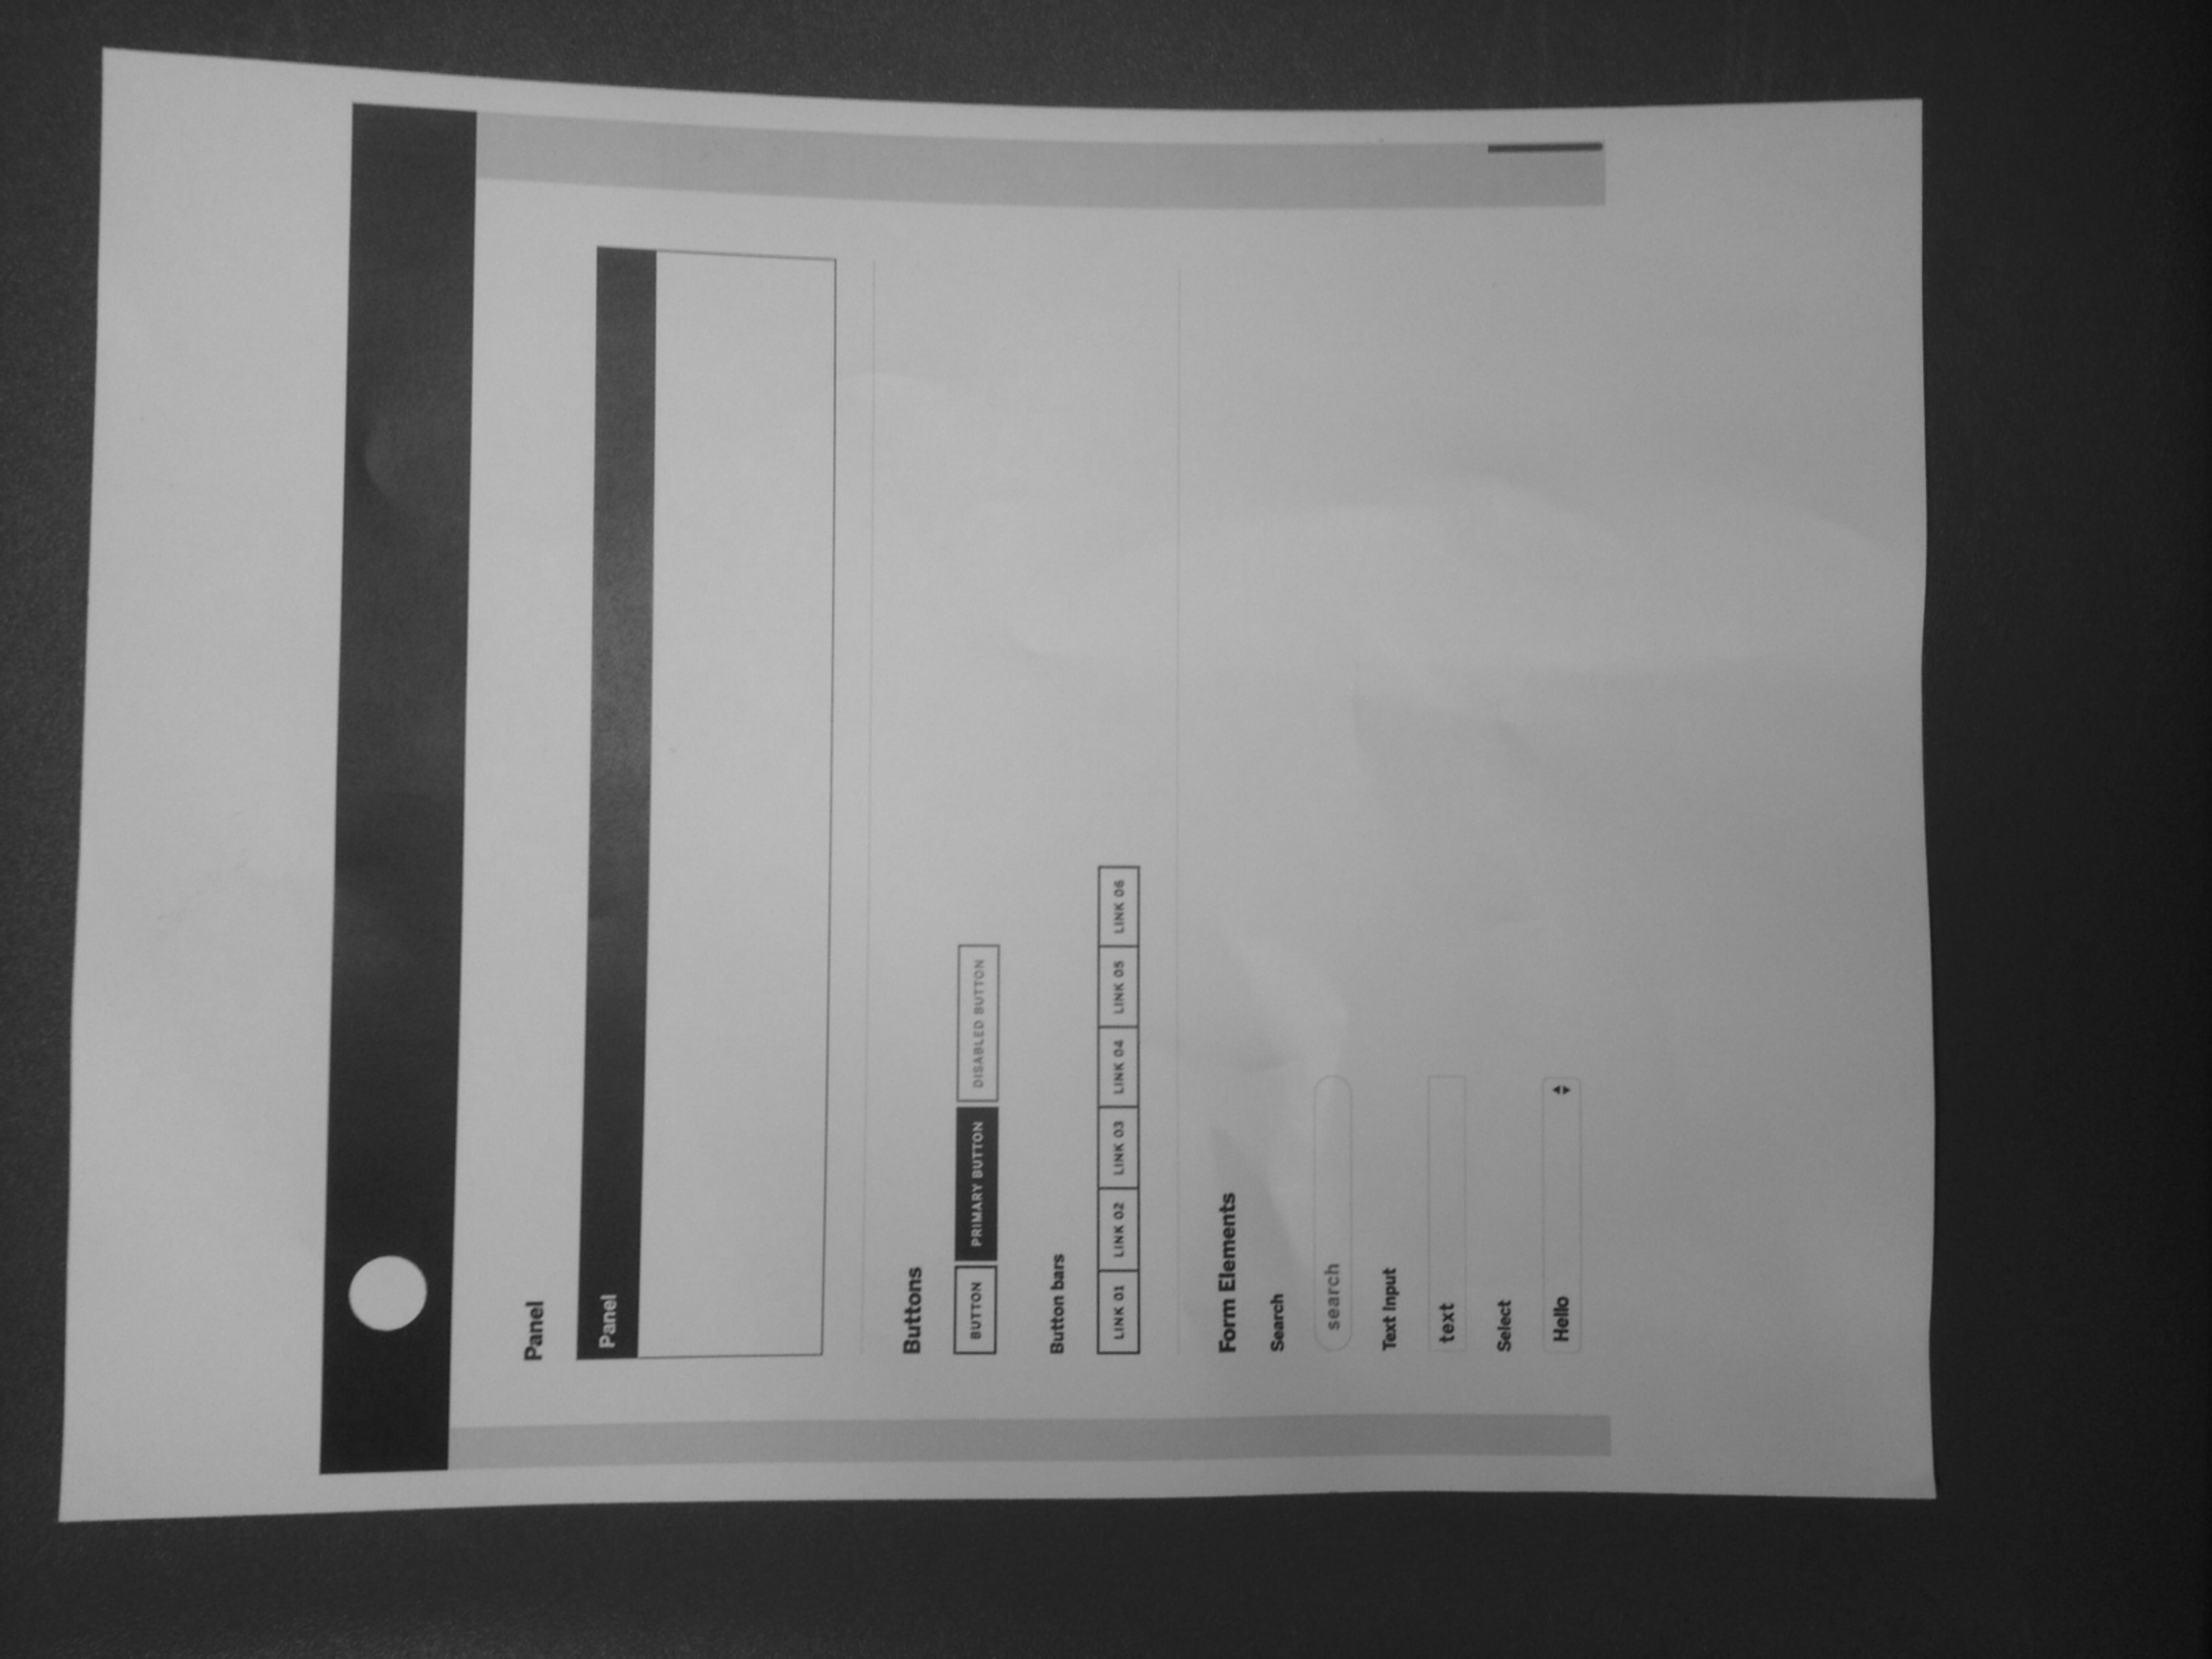 Panel
Panel
Buttons
BUTTON PRIMARY BUTTON DISABLED BUTTON
Button bars
LINK 01 LINK 02 LINK 03 LINK 04 LINK 05 LINK 06
Form Elements
Search
search
Text Input
text
Select
Hello